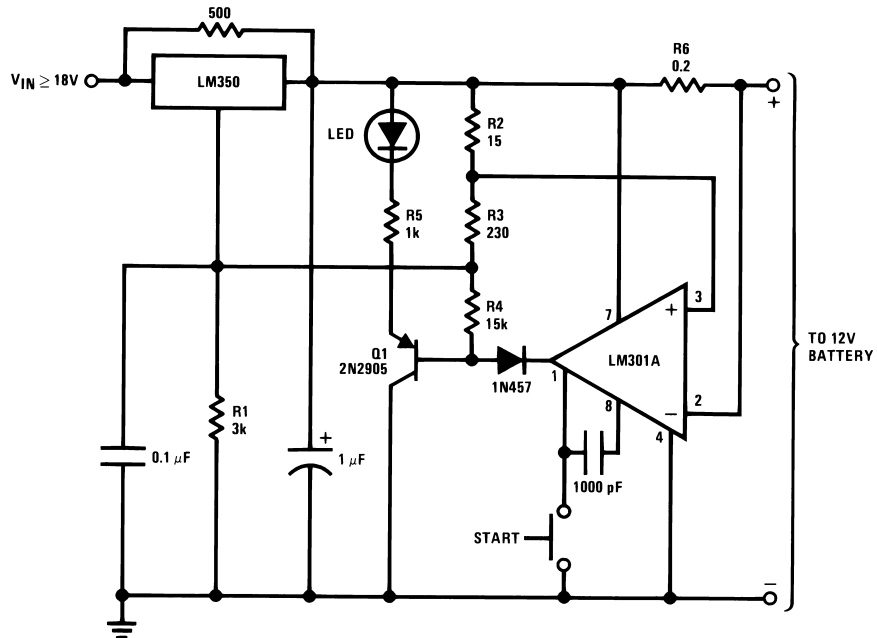 500
V_IN ≥ 18V
LM350
R6
0.2
+
LED
R2
15
R5
1k
R3
230
R4
15k
7
+
3
LM301A
TO 12V
BATTERY
Q1
2N2905
1N457
1
8
−
2
4
R1
3k
0.1 μF
+
1 μF
1000 pF
START
−